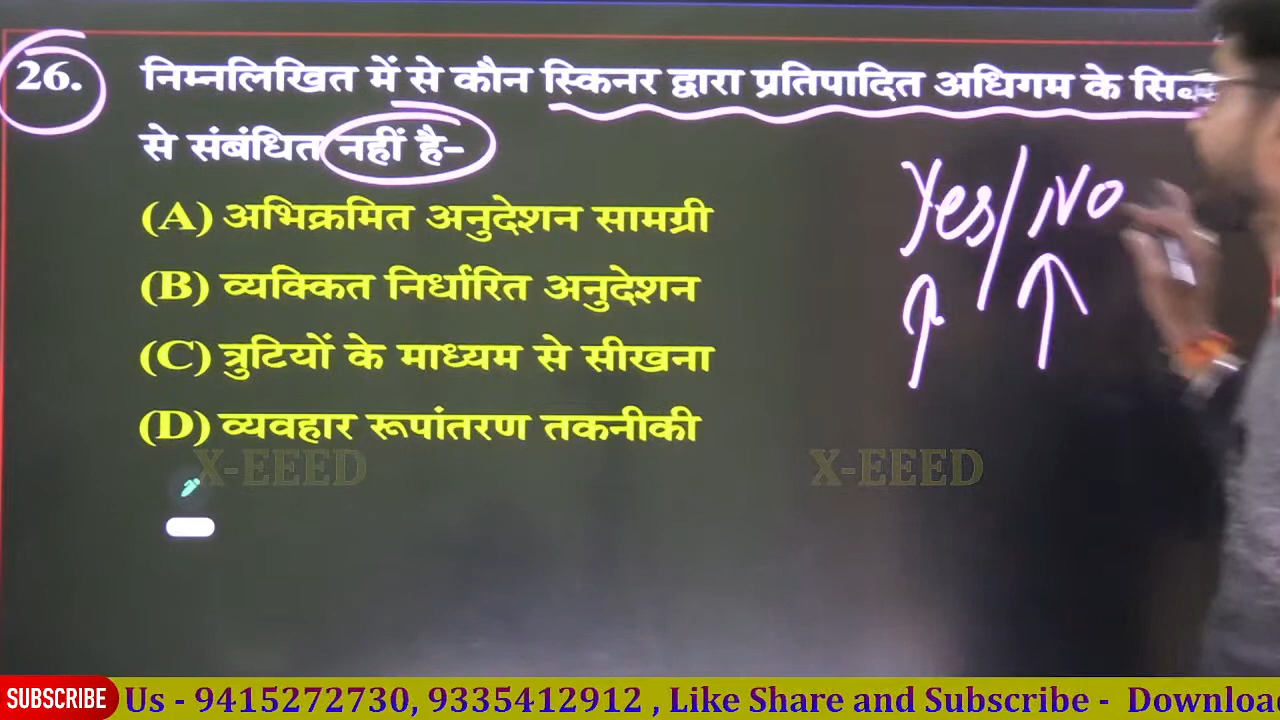 26. निम्नलिखित में से कौन स्किनर द्वारा प्रतिपादित अधिगम के
से संबंधित नहीं है-
(A) अभिक्रमित अनुदेशन सामग्री
(B) व्यक्कित निर्धारित अनुदेशन
(C) त्रुटियों के माध्यम से सीखना
(D) व्यवहार रूपांतरण तकनीकी
Yes/No
X-EEED X-EEED
SUBSCRIBE Us - 9415272730, 9335412912 , Like Share and Subscribe - Downloa